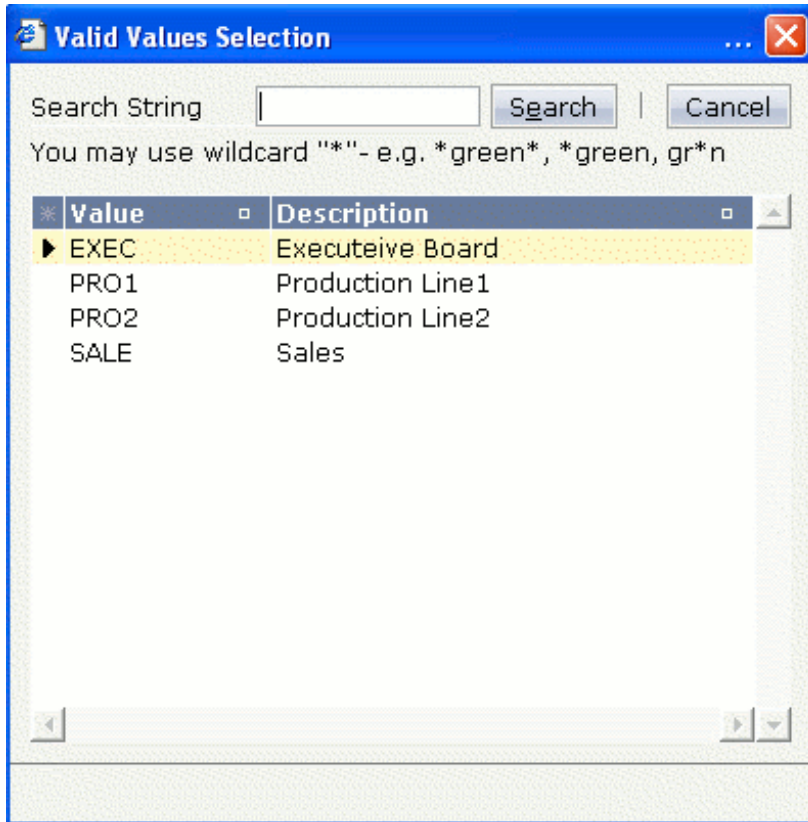 Valid Values Selection ...
Search String Search | Cancel
You may use wildcard "*"- e.g. *green*, *green, gr*n
Value Description
EXEC Executeive Board
PRO1 Production Line1
PRO2 Production Line2
SALE Sales